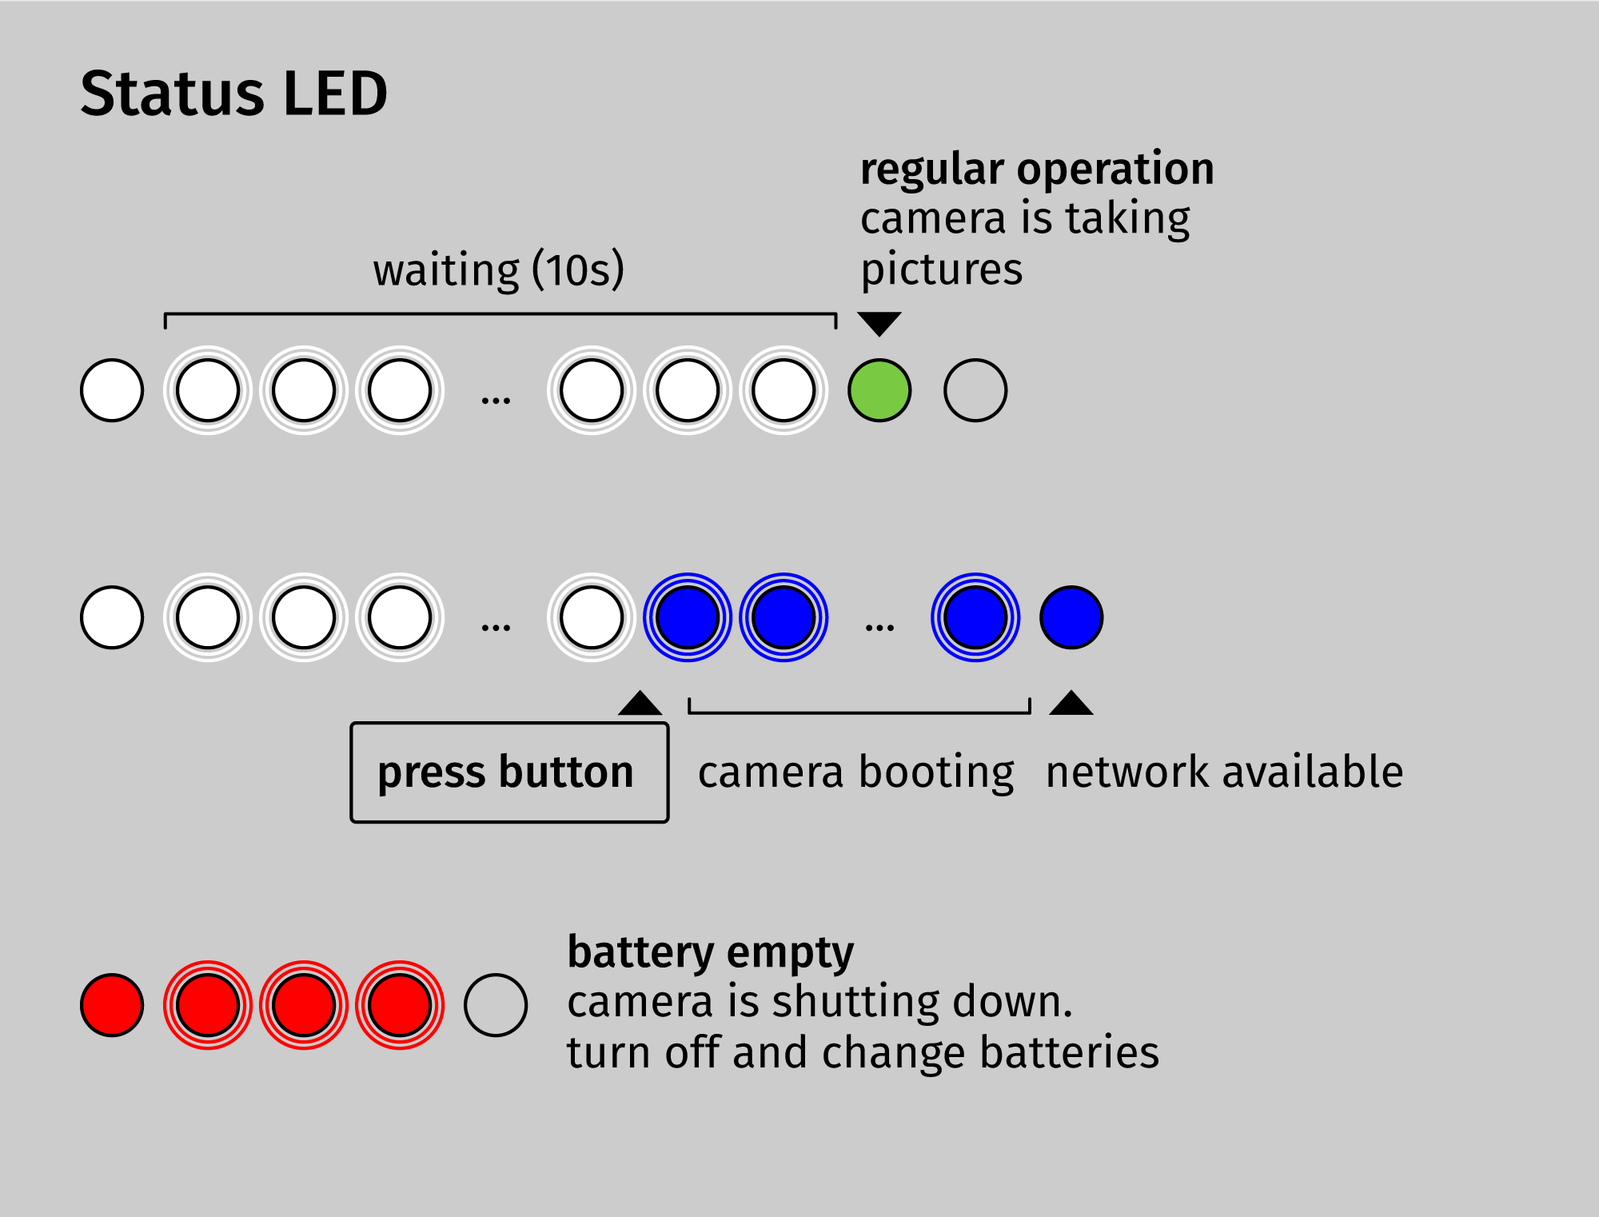 Status LED
regular operation
camera is taking
pictures
waiting (10s)
...
...
...
press button
camera booting
network available
battery empty
camera is shutting down.
turn off and change batteries